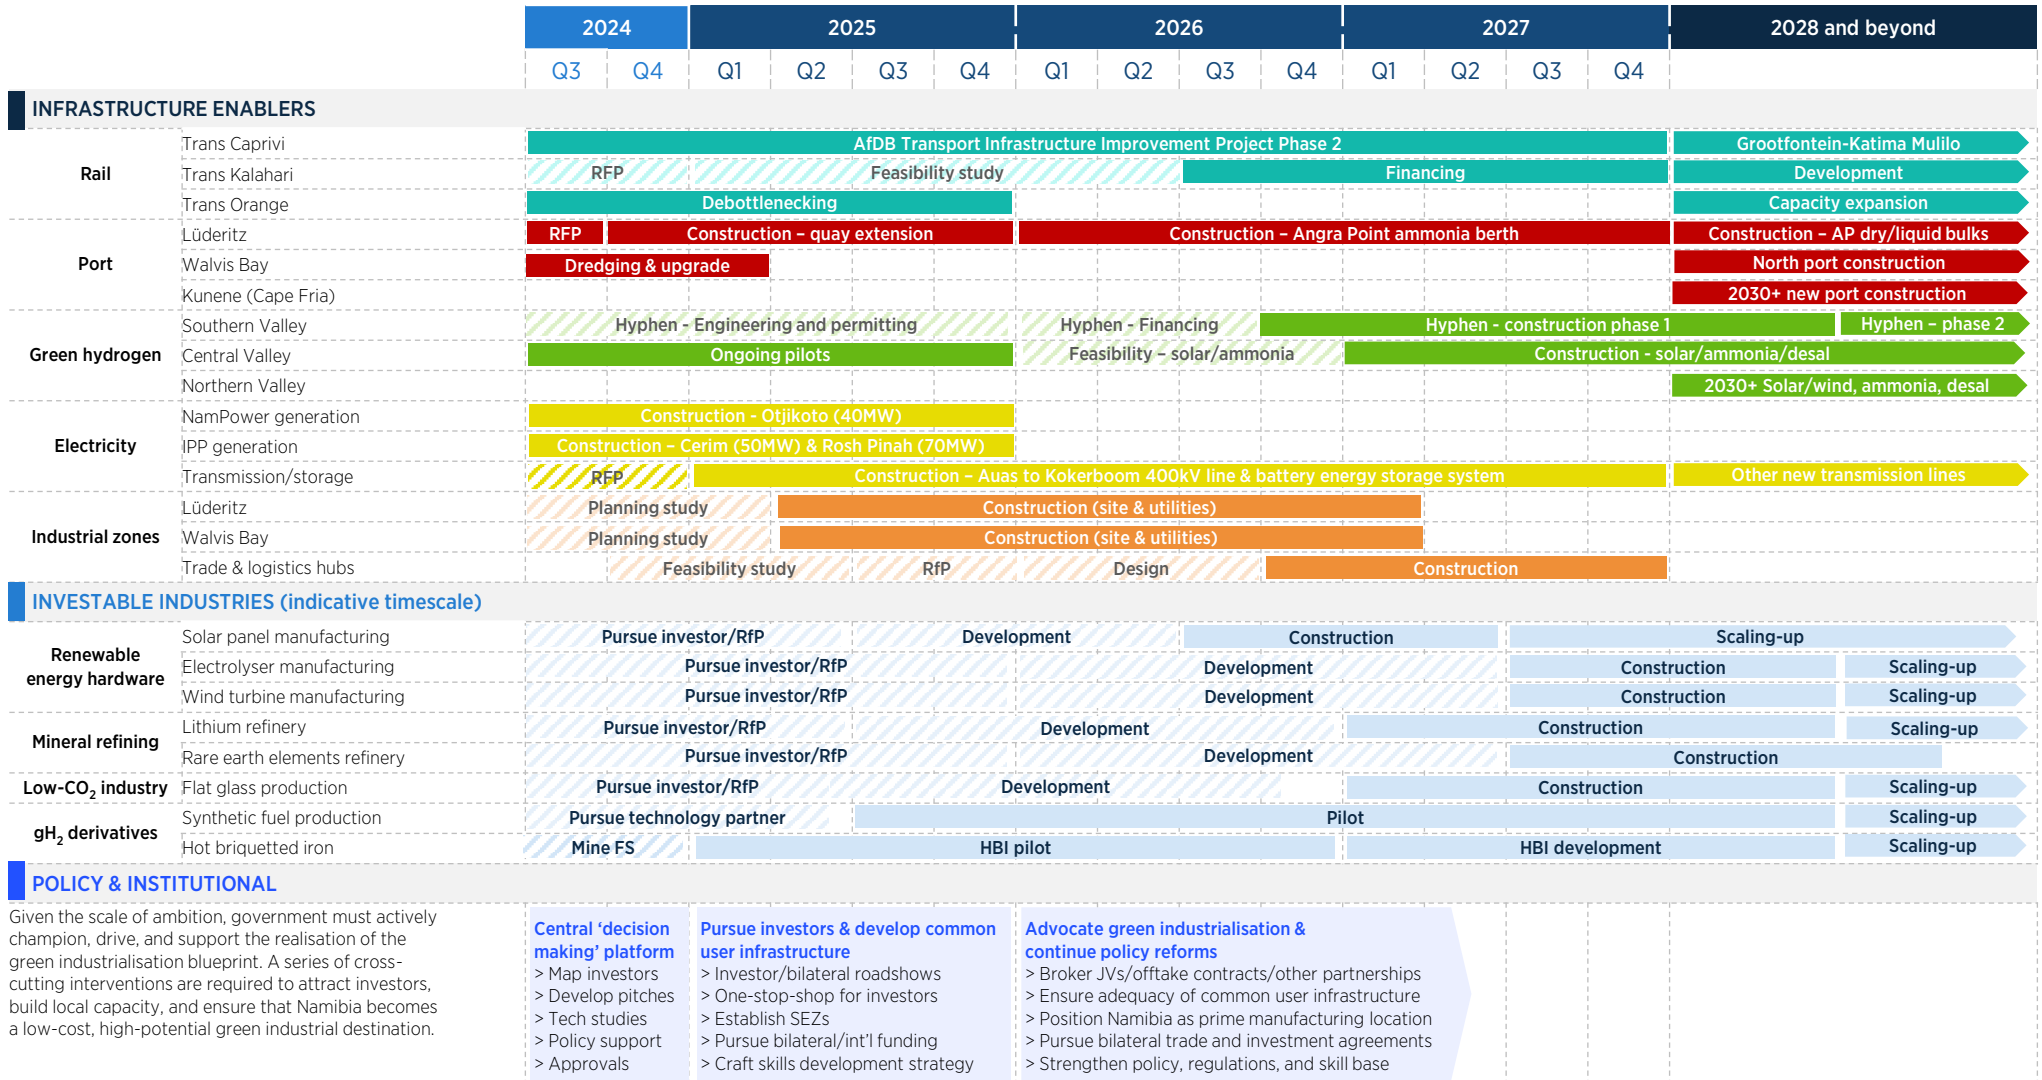 2024 2025 2026 2027 2028 and beyond
Q3 Q4 Q1 Q2 Q3 Q4 Q1 Q2 Q3 Q4 Q1 Q2 Q3 Q4
INFRASTRUCTURE ENABLERS
Rail
Trans Caprivi AfDB Transport Infrastructure Improvement Project Phase 2 Grootfontein-Katima Mulilo
Trans Kalahari RFP Feasibility study Financing Development
Trans Orange Debottlenecking Capacity expansion
Port
Lüderitz RFP Construction – quay extension Construction – Angra Point ammonia berth Construction – AP dry/liquid bulks
Walvis Bay Dredging & upgrade North port construction
Kunene (Cape Fria) 2030+ new port construction
Green hydrogen
Southern Valley Hyphen - Engineering and permitting Hyphen - Financing Hyphen - construction phase 1 Hyphen – phase 2
Central Valley Ongoing pilots Feasibility – solar/ammonia Construction - solar/ammonia/desal
Northern Valley 2030+ Solar/wind, ammonia, desal
Electricity
NamPower generation Construction - Otjikoto (40MW)
IPP generation Construction – Cerim (50MW) & Rosh Pinah (70MW)
Transmission/storage RFP Construction – Auas to Kokerboom 400kV line & battery energy storage system Other new transmission lines
Industrial zones
Lüderitz Planning study Construction (site & utilities)
Walvis Bay Planning study Construction (site & utilities)
Trade & logistics hubs Feasibility study RfP Design Construction
INVESTABLE INDUSTRIES (indicative timescale)
Renewable
energy hardware
Solar panel manufacturing Pursue investor/RfP Development Construction Scaling-up
Electrolyser manufacturing Pursue investor/RfP Development Construction Scaling-up
Wind turbine manufacturing Pursue investor/RfP Development Construction Scaling-up
Mineral refining
Lithium refinery Pursue investor/RfP Development Construction Scaling-up
Rare earth elements refinery Pursue investor/RfP Development Construction
Low-CO₂ industry Flat glass production Pursue investor/RfP Development Construction Scaling-up
gH₂ derivatives
Synthetic fuel production Pursue technology partner Pilot Scaling-up
Hot briquetted iron Mine FS HBI pilot HBI development Scaling-up
POLICY & INSTITUTIONAL
Given the scale of ambition, government must actively
champion, drive, and support the realisation of the
green industrialisation blueprint. A series of cross-
cutting interventions are required to attract investors,
build local capacity, and ensure that Namibia becomes
a low-cost, high-potential green industrial destination.
Central ‘decision
making’ platform
> Map investors
> Develop pitches
> Tech studies
> Policy support
> Approvals
Pursue investors & develop common
user infrastructure
> Investor/bilateral roadshows
> One-stop-shop for investors
> Establish SEZs
> Pursue bilateral/int’l funding
> Craft skills development strategy
Advocate green industrialisation &
continue policy reforms
> Broker JVs/offtake contracts/other partnerships
> Ensure adequacy of common user infrastructure
> Position Namibia as prime manufacturing location
> Pursue bilateral trade and investment agreements
> Strengthen policy, regulations, and skill base